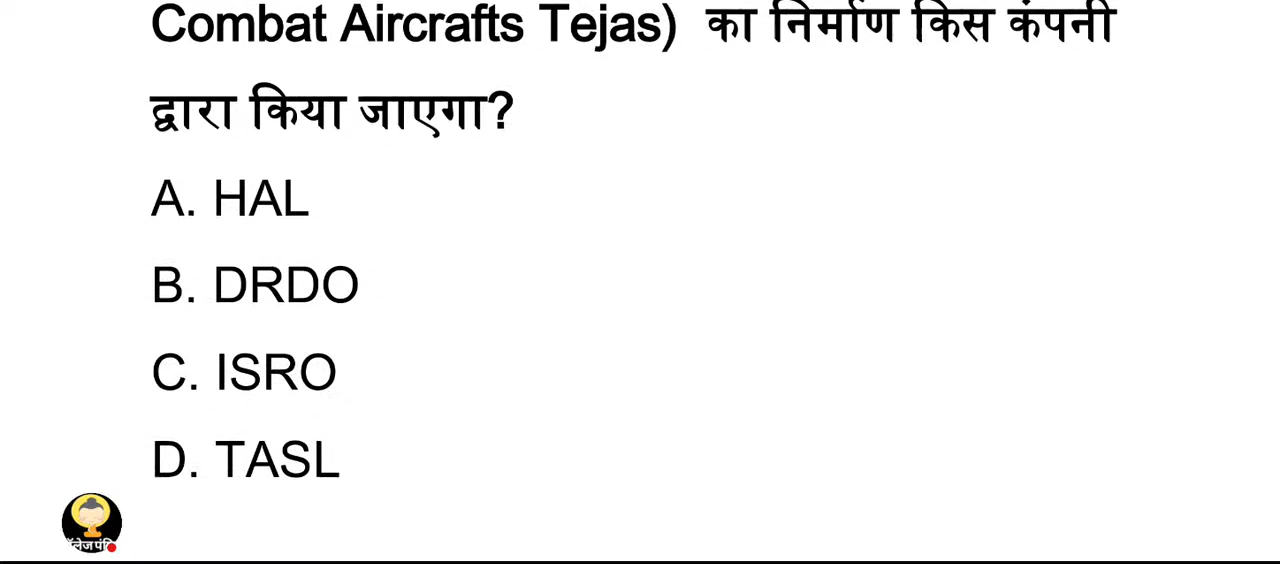 Combat Aircrafts Tejas) का निर्माण किस कंपनी
द्वारा किया जाएगा?
A. HAL
B. DRDO
C. ISRO
D. TASL